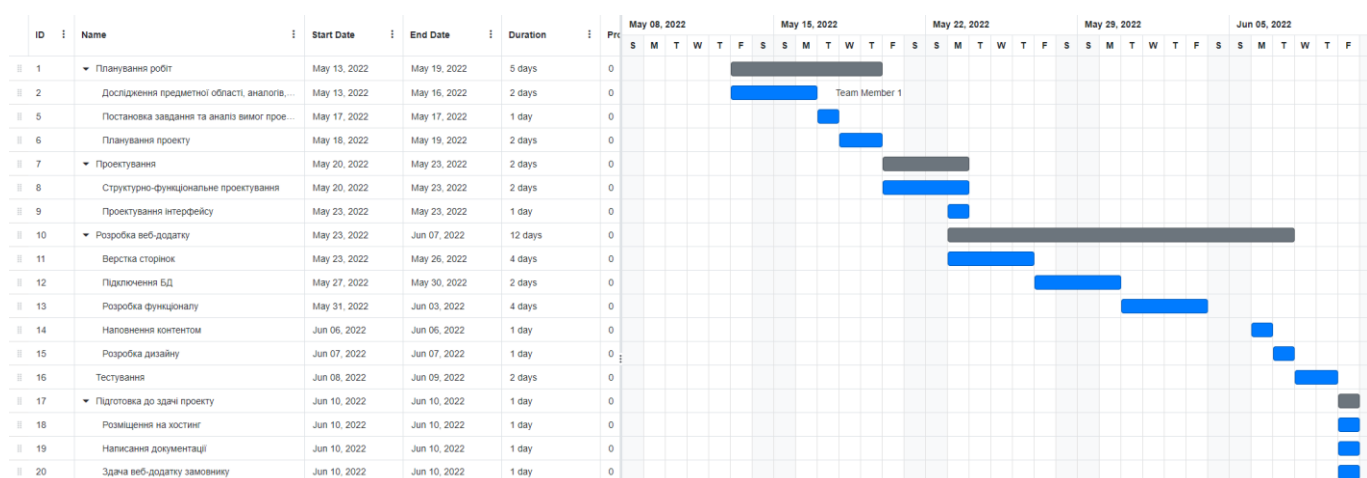 ID Name Start Date End Date Duration Pro May 08, 2022 May 15, 2022 May 22, 2022 May 29, 2022 Jun 05, 2022
S M T W T F S S M T W T F S S M T W T F S S M T W T F S S M T W T F
1 Планування робіт May 13, 2022 May 19, 2022 5 days 0
2 Дослідження предметної області, аналогів,... May 13, 2022 May 16, 2022 2 days 0 Team Member 1
5 Постановка завдання та аналіз вимог прое... May 17, 2022 May 17, 2022 1 day 0
6 Планування проекту May 18, 2022 May 19, 2022 2 days 0
7 Проектування May 20, 2022 May 23, 2022 2 days 0
8 Структурно-функціональне проектування May 20, 2022 May 23, 2022 2 days 0
9 Проектування інтерфейсу May 23, 2022 May 23, 2022 1 day 0
10 Розробка веб-додатку May 23, 2022 Jun 07, 2022 12 days 0
11 Верстка сторінок May 23, 2022 May 26, 2022 4 days 0
12 Підключення БД May 27, 2022 May 30, 2022 2 days 0
13 Розробка функціоналу May 31, 2022 Jun 03, 2022 4 days 0
14 Наповнення контентом Jun 06, 2022 Jun 06, 2022 1 day 0
15 Розробка дизайну Jun 07, 2022 Jun 07, 2022 1 day 0
16 Тестування Jun 08, 2022 Jun 09, 2022 2 days 0
17 Підготовка до здачі проекту Jun 10, 2022 Jun 10, 2022 1 day 0
18 Розміщення на хостинг Jun 10, 2022 Jun 10, 2022 1 day 0
19 Написання документації Jun 10, 2022 Jun 10, 2022 1 day 0
20 Здача веб-додатку замовнику Jun 10, 2022 Jun 10, 2022 1 day 0